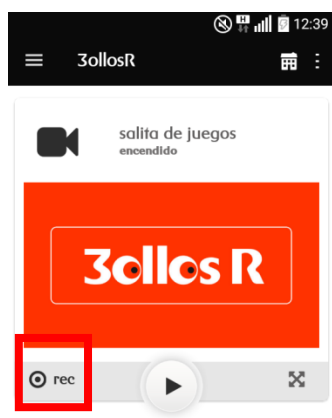 H
12:39
3ollosR
salita de juegos
encendido
3ollos R
rec